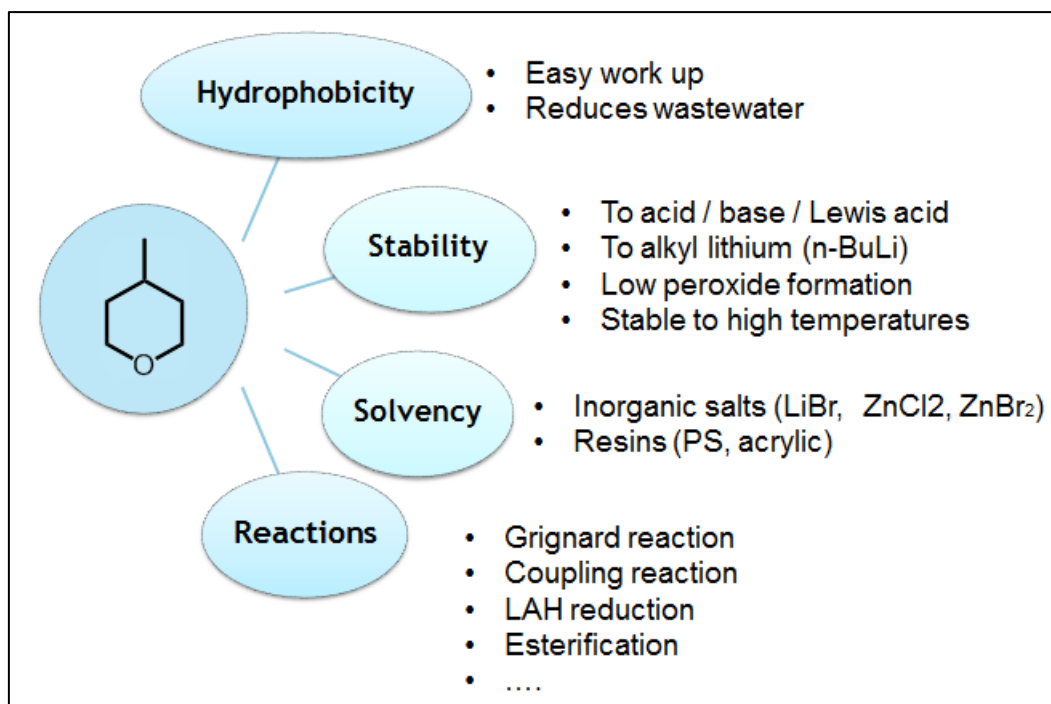 Hydrophobicity
• Easy work up
• Reduces wastewater
Stability
• To acid / base / Lewis acid
• To alkyl lithium (n-BuLi)
• Low peroxide formation
• Stable to high temperatures
O
Solvency
• Inorganic salts (LiBr, ZnCl2, ZnBr₂)
• Resins (PS, acrylic)
Reactions
• Grignard reaction
• Coupling reaction
• LAH reduction
• Esterification
• ....